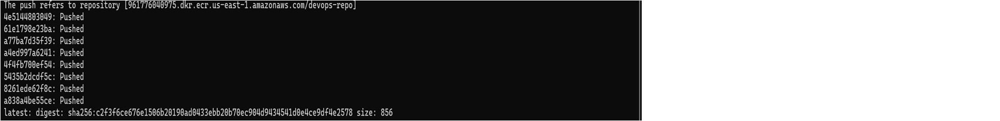 The push refers to repository [961776040975.dkr.ecr.us-east-1.amazonaws.com/devops-repo]
4e5144803049: Pushed
61e1798e23ba: Pushed
a77ba7d35f39: Pushed
a4ed997a6241: Pushed
4f4fb700ef54: Pushed
5435b2dcdf5c: Pushed
8261ede62f8c: Pushed
a838a4be55ce: Pushed
latest: digest: sha256:c2f3f6ce676e1506b20190ad0433ebb20b70ec904d9434541d0e4ce9df4e2578 size: 856